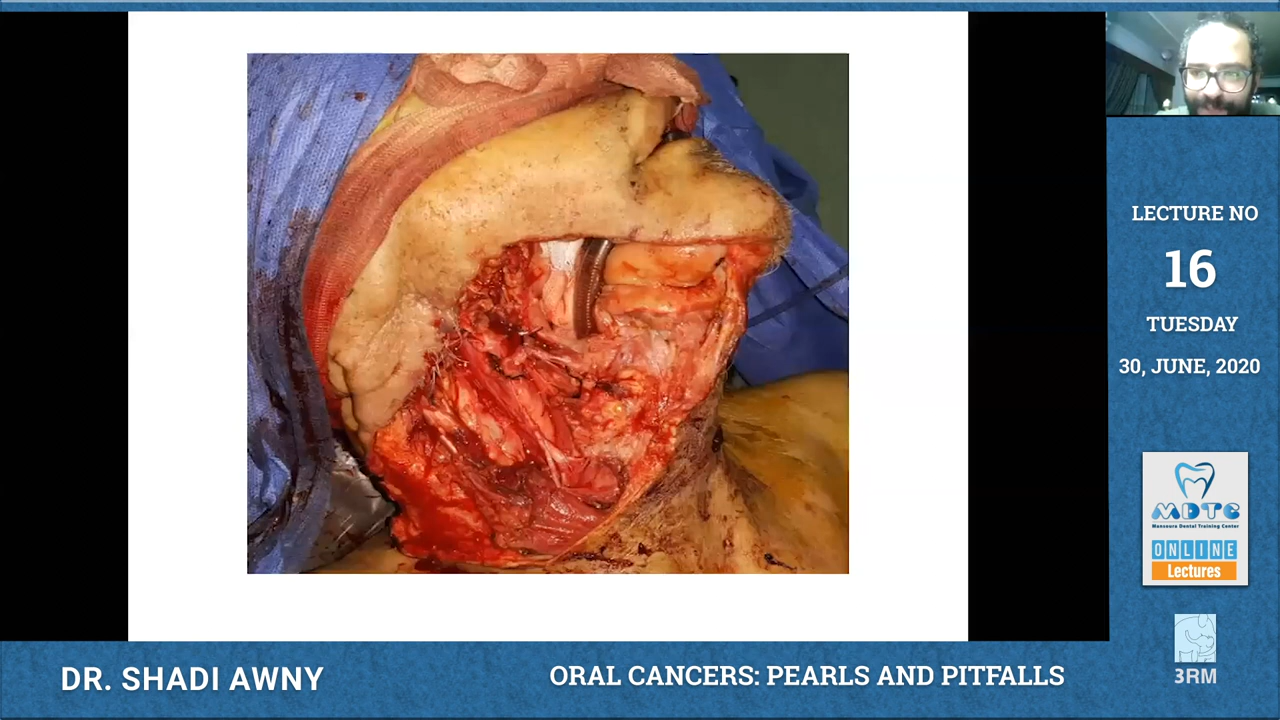 LECTURE NO
16
TUESDAY
30, JUNE, 2020
MDTC
Mansoura Dental Training Center
ONLINE
Lectures
3RM
DR. SHADI AWNY
ORAL CANCERS: PEARLS AND PITFALLS